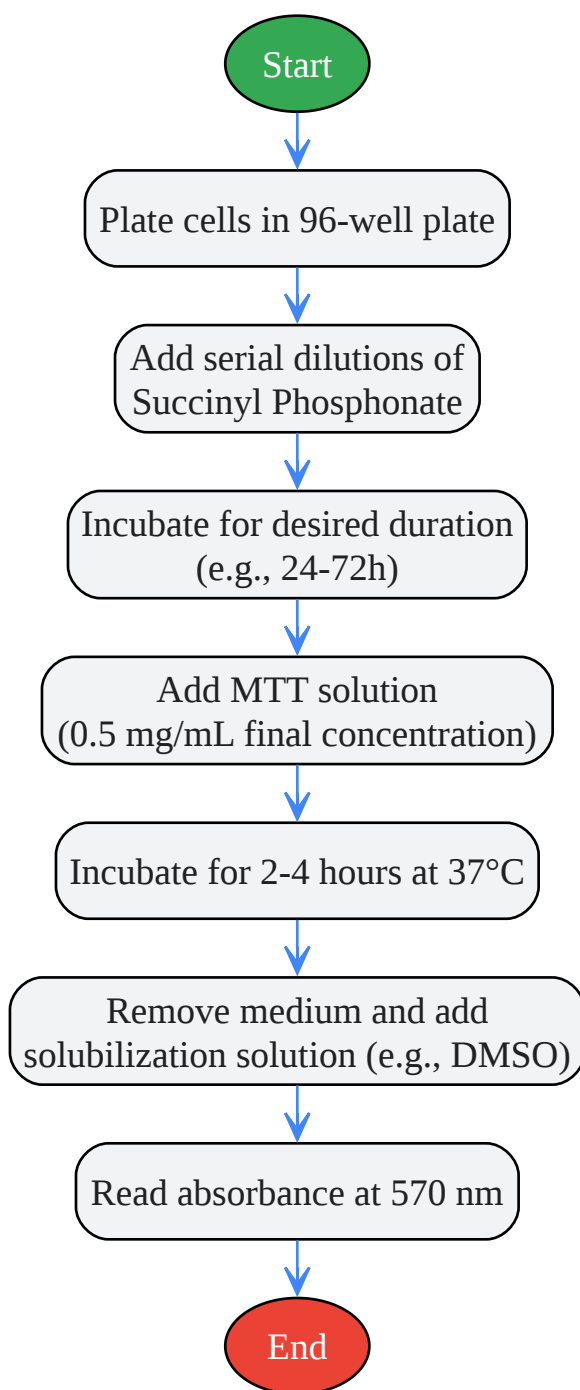 Start
Plate cells in 96-well plate
Add serial dilutions of
Succinyl Phosphonate
Incubate for desired duration
(e.g., 24-72h)
Add MTT solution
(0.5 mg/mL final concentration)
Incubate for 2-4 hours at 37°C
Remove medium and add
solubilization solution (e.g., DMSO)
Read absorbance at 570 nm
End